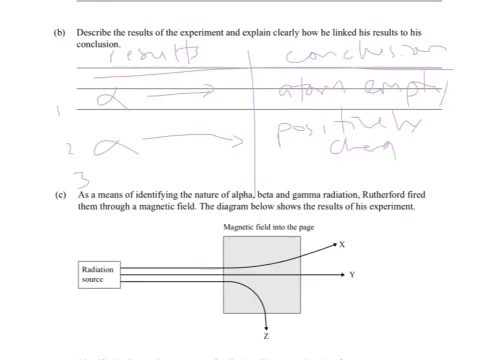 (b) Describe the results of the experiment and explain clearly how he linked his results to his
conclusion.
results conclusion
α atom empty
1
positively
2 α
3
(c) As a means of identifying the nature of alpha, beta and gamma radiation, Rutherford fired
them through a magnetic field. The diagram below shows the results of his experiment.
Magnetic field into the page
X
Radiation
source
Y
Z